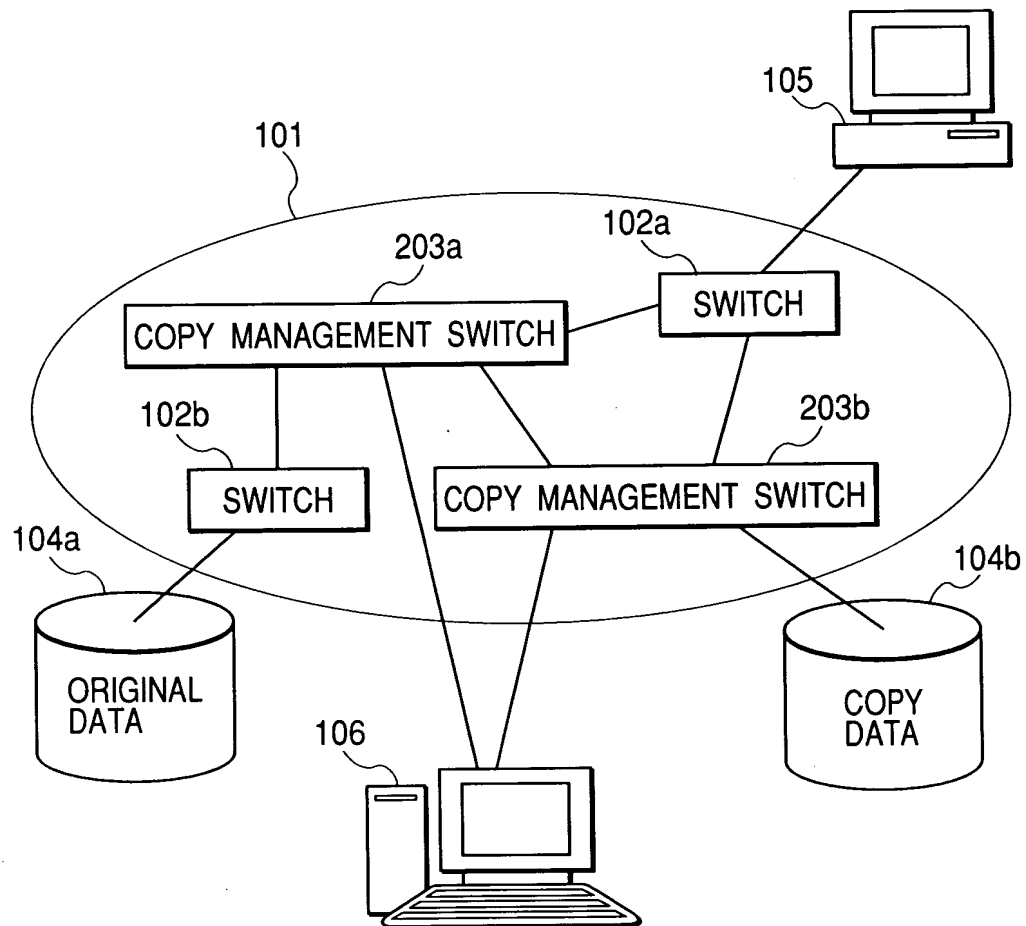 105
101
102a
203a
SWITCH
COPY MANAGEMENT SWITCH
102b
203b
SWITCH
COPY MANAGEMENT SWITCH
104a
104b
ORIGINAL
DATA
COPY
DATA
106